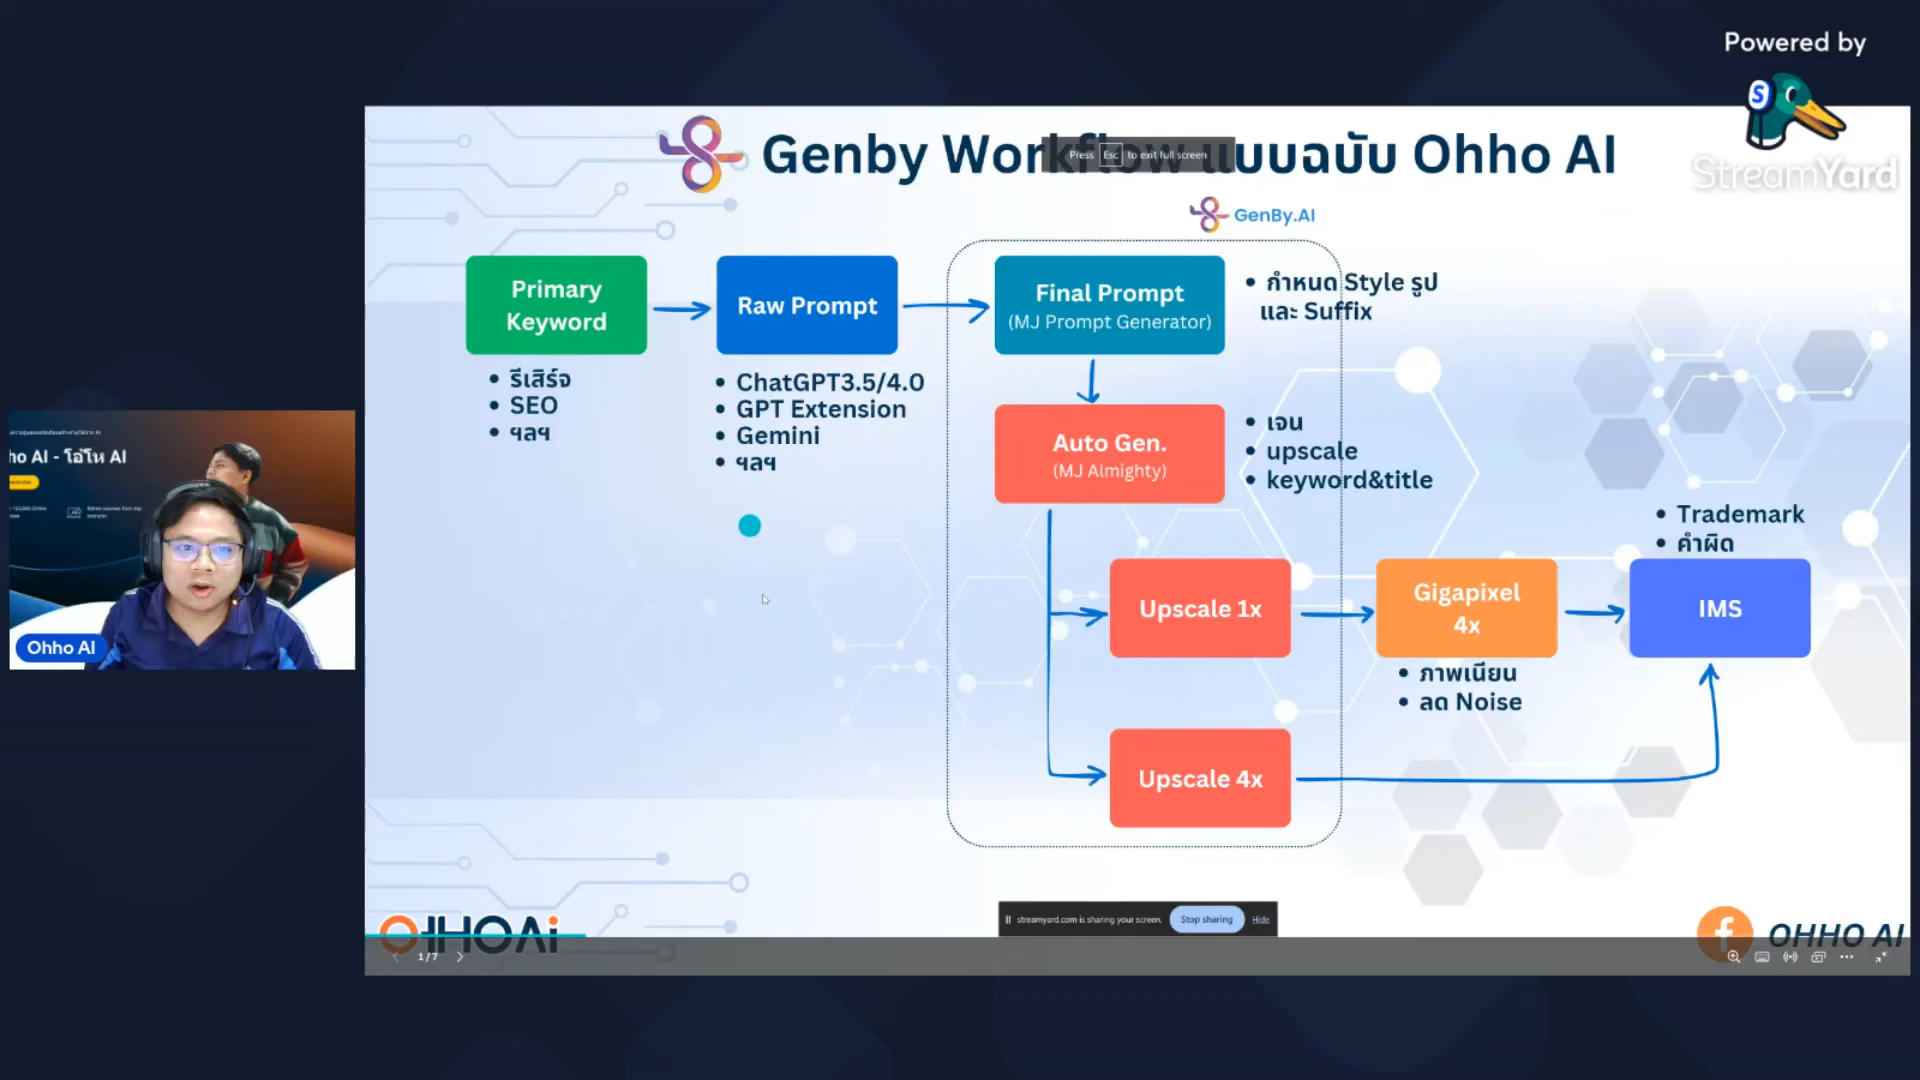 Powered by
StreamYard
Genby Workflow แบบฉบับ Ohho AI
Press Esc to exit full screen
GenBy.AI
Primary
Keyword
• รีเสิร์จ
• SEO
• ฯลฯ
Raw Prompt
• ChatGPT3.5/4.0
• GPT Extension
• Gemini
• ฯลฯ
Final Prompt
(MJ Prompt Generator)
• กำหนด Style รูป
และ Suffix
Auto Gen.
(MJ Almighty)
• เจน
• upscale
• keyword&title
Upscale 1x
Gigapixel
4x
• ภาพเนียน
• ลด Noise
• Trademark
• คำผิด
IMS
Upscale 4x
ho AI - โอ้โห AI
Ohho AI
streamyard.com is sharing your screen.
Stop sharing
Hide
OHHOAi
1/7
OHHO AI